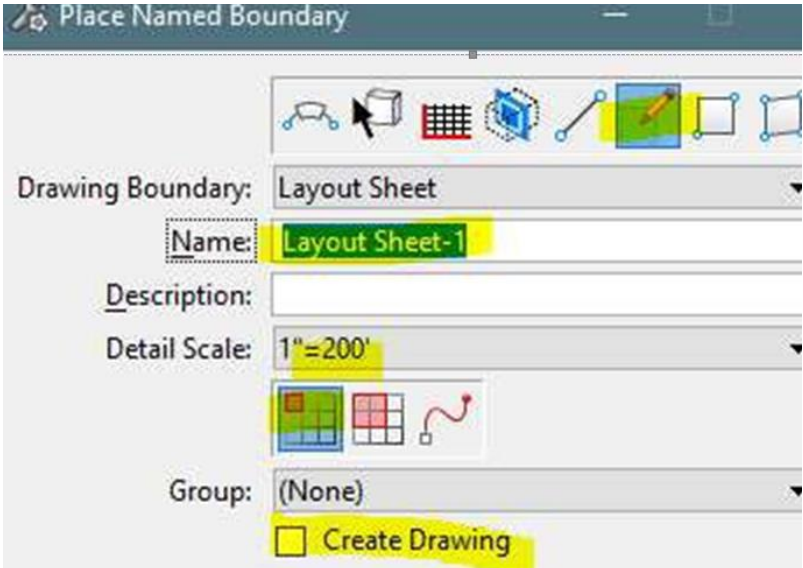 Place Named Boundary
Drawing Boundary: Layout Sheet
Name: Layout Sheet-1
Description:
Detail Scale: 1"=200'
Group: (None)
Create Drawing